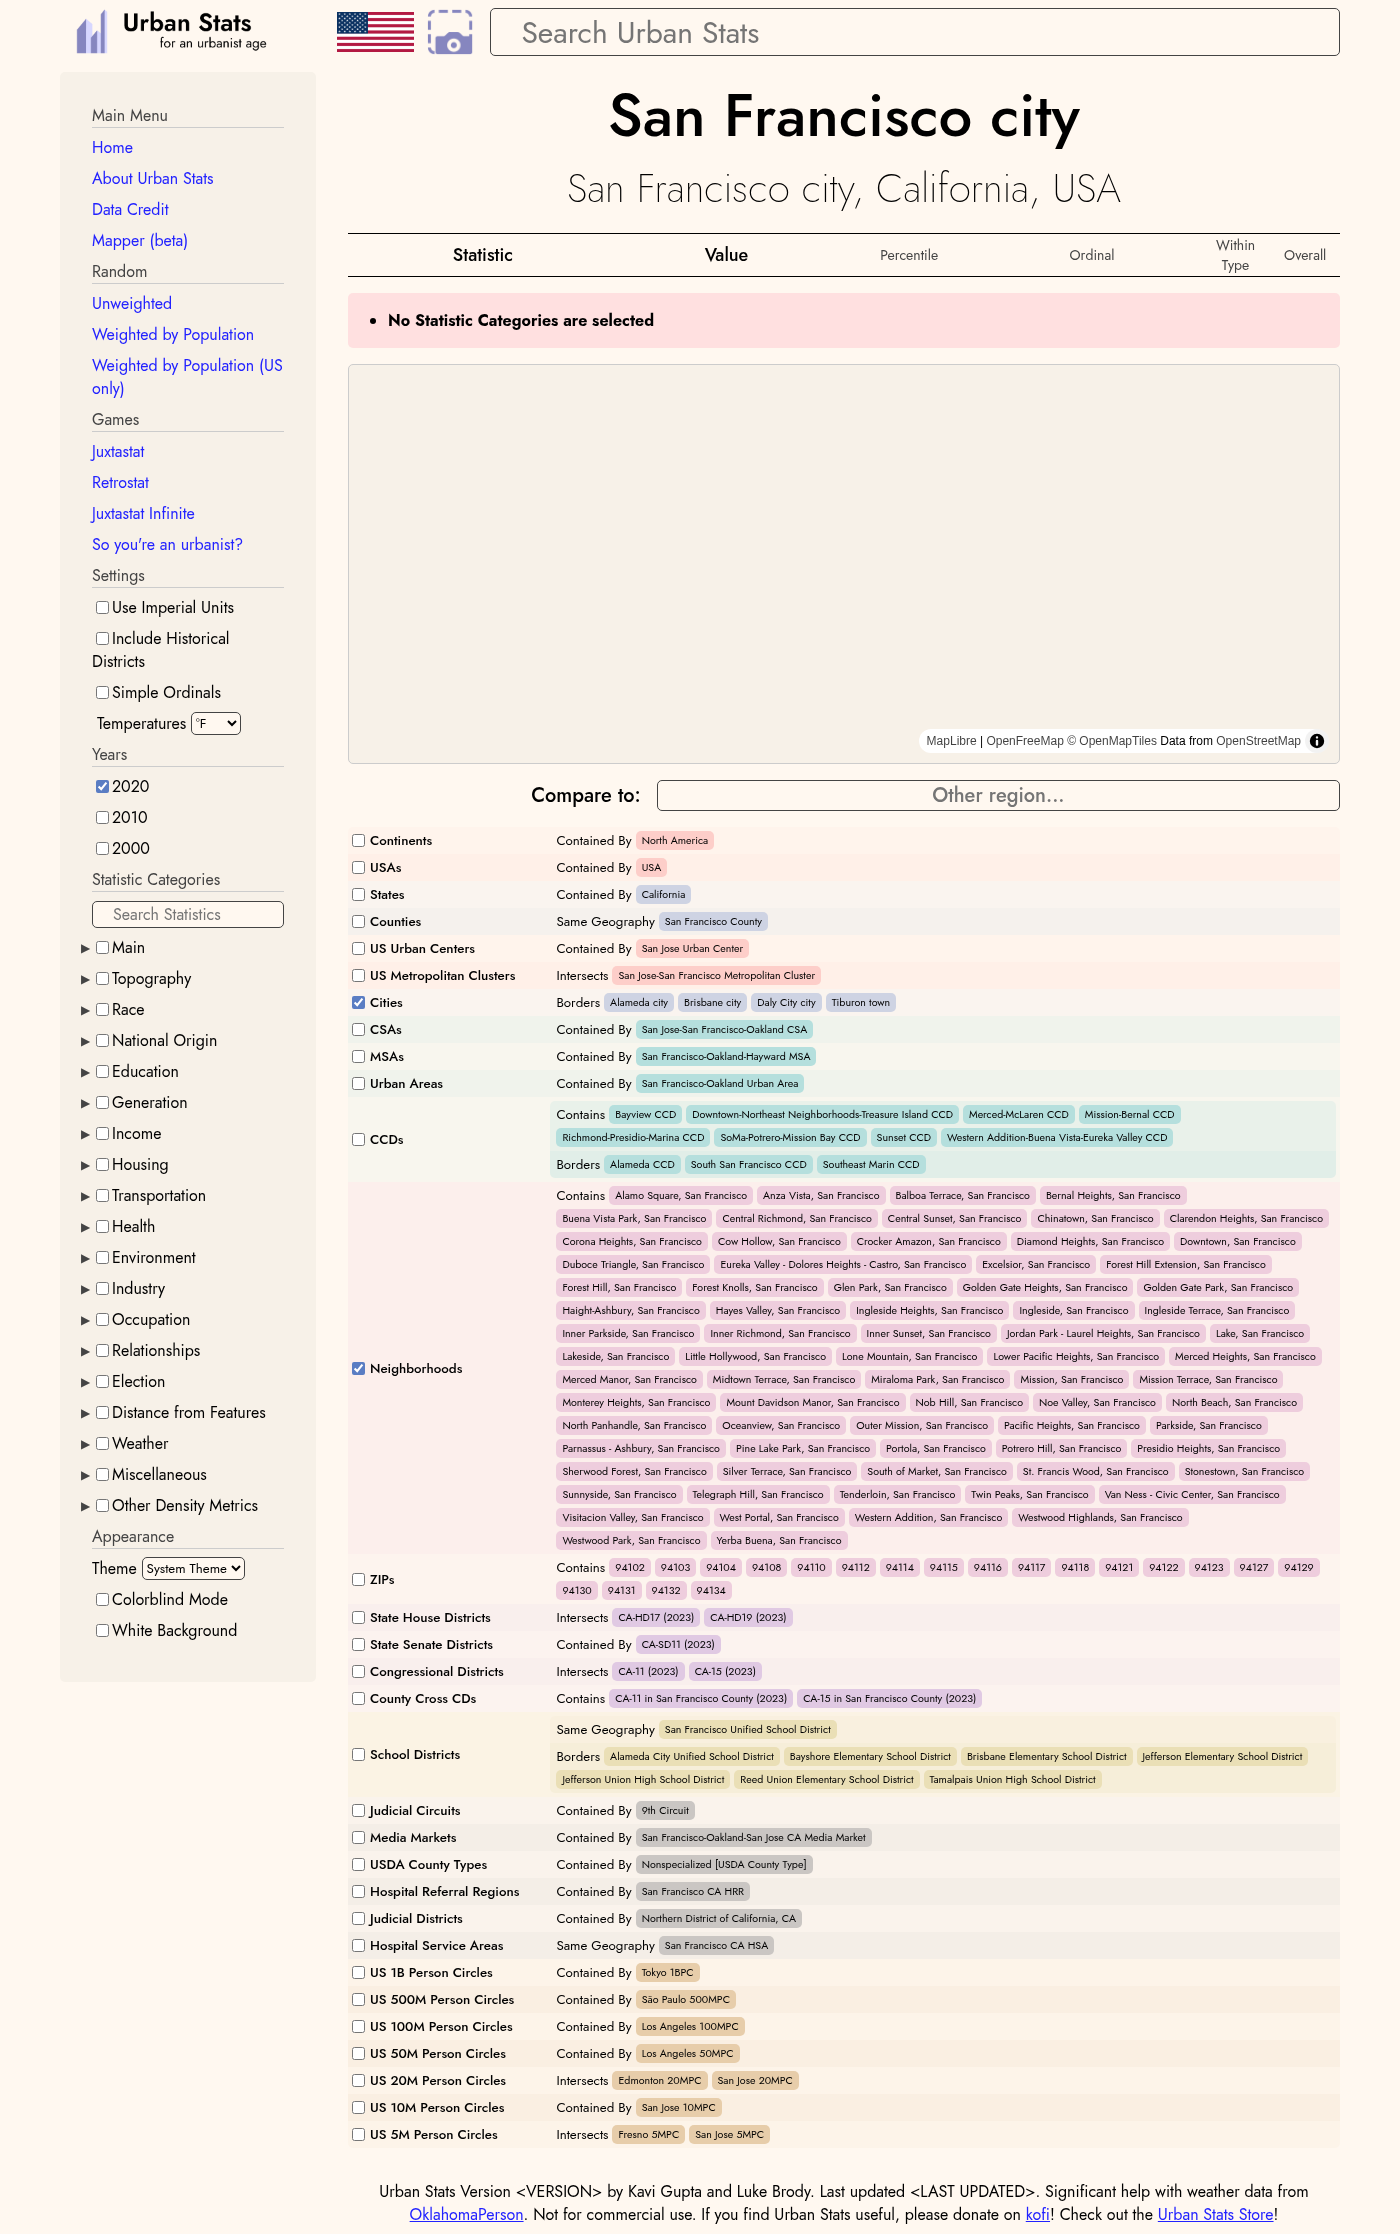 Urban Stats
for an urbanist age
Search Urban Stats
Main Menu
Home
About Urban Stats
Data Credit
Mapper (beta)
Random
Unweighted
Weighted by Population
Weighted by Population (US
only)
Games
Juxtastat
Retrostat
Juxtastat Infinite
So you're an urbanist?
Settings
Use Imperial Units
Include Historical
Districts
Simple Ordinals
Temperatures °F
Years
2020
2010
2000
Statistic Categories
Search Statistics
Main
Topography
Race
National Origin
Education
Generation
Income
Housing
Transportation
Health
Environment
Industry
Occupation
Relationships
Election
Distance from Features
Weather
Miscellaneous
Other Density Metrics
Appearance
Theme System Theme
Colorblind Mode
White Background
San Francisco city
San Francisco city, California, USA
Statistic Value Percentile Ordinal Within Type Overall
• No Statistic Categories are selected
MapLibre | OpenFreeMap © OpenMapTiles Data from OpenStreetMap
Compare to: Other region...
Continents Contained By North America
USAs Contained By USA
States Contained By California
Counties Same Geography San Francisco County
US Urban Centers Contained By San Jose Urban Center
US Metropolitan Clusters Intersects San Jose-San Francisco Metropolitan Cluster
Cities Borders Alameda city Brisbane city Daly City city Tiburon town
CSAs Contained By San Jose-San Francisco-Oakland CSA
MSAs Contained By San Francisco-Oakland-Hayward MSA
Urban Areas Contained By San Francisco-Oakland Urban Area
CCDs
Contains Bayview CCD Downtown-Northeast Neighborhoods-Treasure Island CCD Merced-McLaren CCD Mission-Bernal CCD
Richmond-Presidio-Marina CCD SoMa-Potrero-Mission Bay CCD Sunset CCD Western Addition-Buena Vista-Eureka Valley CCD
Borders Alameda CCD South San Francisco CCD Southeast Marin CCD
Neighborhoods
Contains Alamo Square, San Francisco Anza Vista, San Francisco Balboa Terrace, San Francisco Bernal Heights, San Francisco
Buena Vista Park, San Francisco Central Richmond, San Francisco Central Sunset, San Francisco Chinatown, San Francisco Clarendon Heights, San Francisco
Corona Heights, San Francisco Cow Hollow, San Francisco Crocker Amazon, San Francisco Diamond Heights, San Francisco Downtown, San Francisco
Duboce Triangle, San Francisco Eureka Valley - Dolores Heights - Castro, San Francisco Excelsior, San Francisco Forest Hill Extension, San Francisco
Forest Hill, San Francisco Forest Knolls, San Francisco Glen Park, San Francisco Golden Gate Heights, San Francisco Golden Gate Park, San Francisco
Haight-Ashbury, San Francisco Hayes Valley, San Francisco Ingleside Heights, San Francisco Ingleside, San Francisco Ingleside Terrace, San Francisco
Inner Parkside, San Francisco Inner Richmond, San Francisco Inner Sunset, San Francisco Jordan Park - Laurel Heights, San Francisco Lake, San Francisco
Lakeside, San Francisco Little Hollywood, San Francisco Lone Mountain, San Francisco Lower Pacific Heights, San Francisco Merced Heights, San Francisco
Merced Manor, San Francisco Midtown Terrace, San Francisco Miraloma Park, San Francisco Mission, San Francisco Mission Terrace, San Francisco
Monterey Heights, San Francisco Mount Davidson Manor, San Francisco Nob Hill, San Francisco Noe Valley, San Francisco North Beach, San Francisco
North Panhandle, San Francisco Oceanview, San Francisco Outer Mission, San Francisco Pacific Heights, San Francisco Parkside, San Francisco
Parnassus - Ashbury, San Francisco Pine Lake Park, San Francisco Portola, San Francisco Potrero Hill, San Francisco Presidio Heights, San Francisco
Sherwood Forest, San Francisco Silver Terrace, San Francisco South of Market, San Francisco St. Francis Wood, San Francisco Stonestown, San Francisco
Sunnyside, San Francisco Telegraph Hill, San Francisco Tenderloin, San Francisco Twin Peaks, San Francisco Van Ness - Civic Center, San Francisco
Visitacion Valley, San Francisco West Portal, San Francisco Western Addition, San Francisco Westwood Highlands, San Francisco
Westwood Park, San Francisco Yerba Buena, San Francisco
ZIPs
Contains 94102 94103 94104 94108 94110 94112 94114 94115 94116 94117 94118 94121 94122 94123 94127 94129
94130 94131 94132 94134
State House Districts Intersects CA-HD17 (2023) CA-HD19 (2023)
State Senate Districts Contained By CA-SD11 (2023)
Congressional Districts Intersects CA-11 (2023) CA-15 (2023)
County Cross CDs Contains CA-11 in San Francisco County (2023) CA-15 in San Francisco County (2023)
School Districts
Same Geography San Francisco Unified School District
Borders Alameda City Unified School District Bayshore Elementary School District Brisbane Elementary School District Jefferson Elementary School District
Jefferson Union High School District Reed Union Elementary School District Tamalpais Union High School District
Judicial Circuits Contained By 9th Circuit
Media Markets Contained By San Francisco-Oakland-San Jose CA Media Market
USDA County Types Contained By Nonspecialized [USDA County Type]
Hospital Referral Regions Contained By San Francisco CA HRR
Judicial Districts Contained By Northern District of California, CA
Hospital Service Areas Same Geography San Francisco CA HSA
US 1B Person Circles Contained By Tokyo 1BPC
US 500M Person Circles Contained By São Paulo 500MPC
US 100M Person Circles Contained By Los Angeles 100MPC
US 50M Person Circles Contained By Los Angeles 50MPC
US 20M Person Circles Intersects Edmonton 20MPC San Jose 20MPC
US 10M Person Circles Contained By San Jose 10MPC
US 5M Person Circles Intersects Fresno 5MPC San Jose 5MPC
Urban Stats Version <VERSION> by Kavi Gupta and Luke Brody. Last updated <LAST UPDATED>. Significant help with weather data from
OklahomaPerson. Not for commercial use. If you find Urban Stats useful, please donate on kofi! Check out the Urban Stats Store!